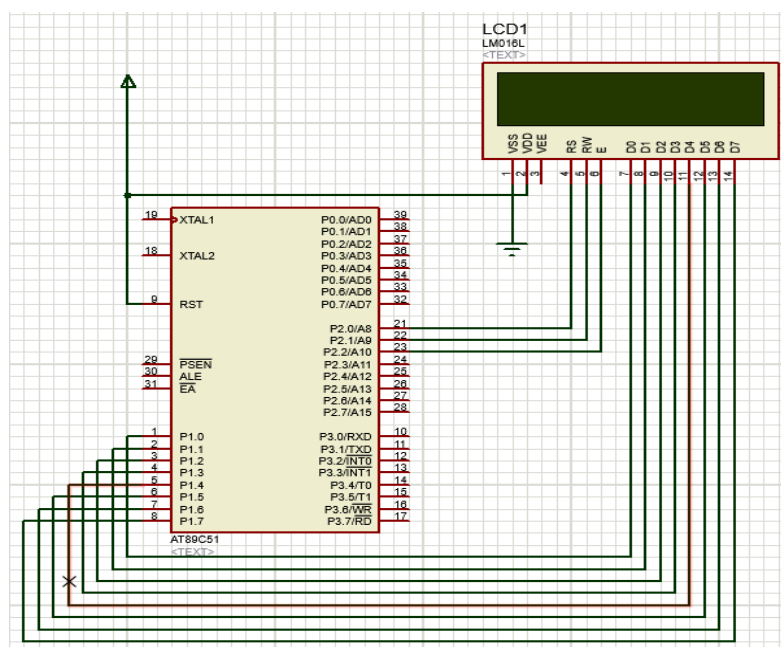 LCD1
LM016L
<TEXT>
VSS
VDD
VEE
RS
RW
E
D0
D1
D2
D3
D4
D5
D6
D7
1
2
3
4
5
6
7
8
9
10
11
12
13
14
19 XTAL1
18 XTAL2
9 RST
29 PSEN
30 ALE
31 EA
1 P1.0
2 P1.1
3 P1.2
4 P1.3
5 P1.4
6 P1.5
7 P1.6
8 P1.7
P0.0/AD0 39
P0.1/AD1 38
P0.2/AD2 37
P0.3/AD3 36
P0.4/AD4 35
P0.5/AD5 34
P0.6/AD6 33
P0.7/AD7 32
P2.0/A8 21
P2.1/A9 22
P2.2/A10 23
P2.3/A11 24
P2.4/A12 25
P2.5/A13 26
P2.6/A14 27
P2.7/A15 28
P3.0/RXD 10
P3.1/TXD 11
P3.2/INT0 12
P3.3/INT1 13
P3.4/T0 14
P3.5/T1 15
P3.6/WR 16
P3.7/RD 17
AT89C51
<TEXT>